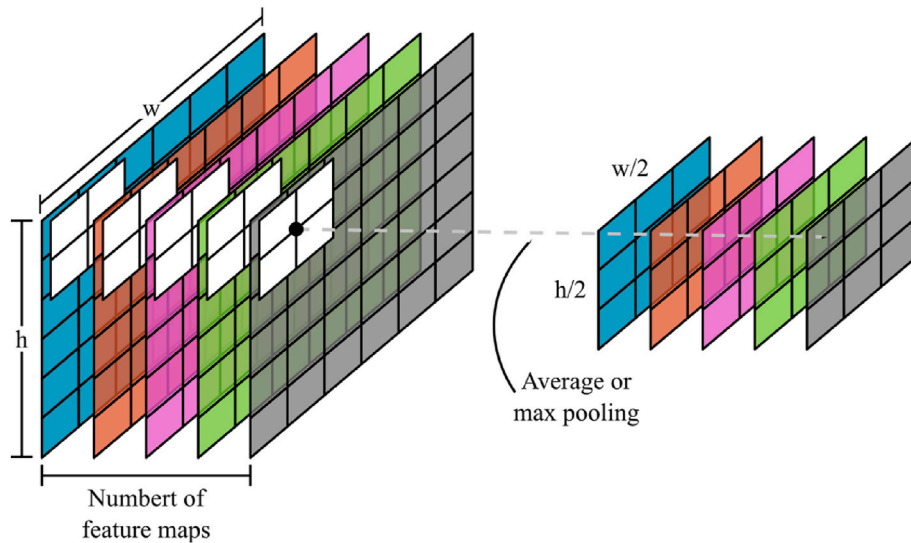 w
h
Numbert of
feature maps
w/2
h/2
Average or
max pooling